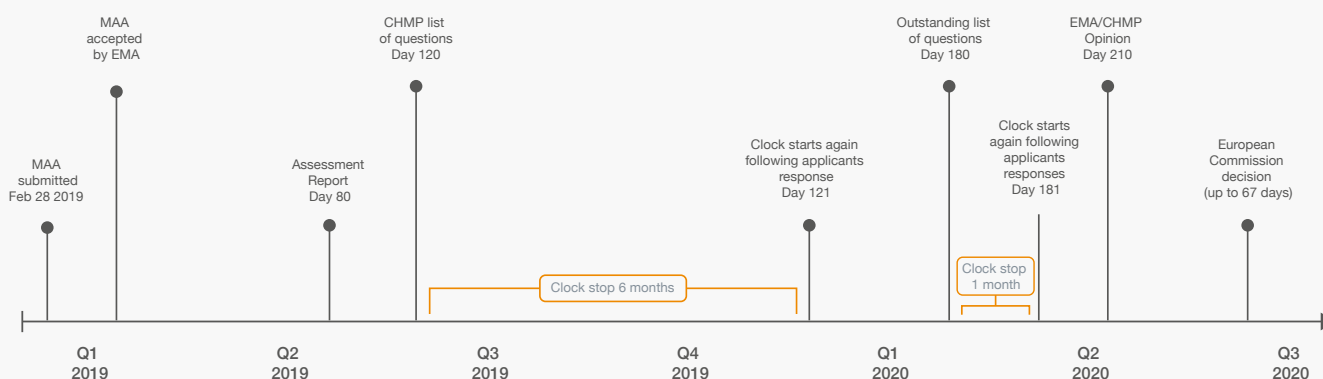 MAA
accepted
by EMA
CHMP list
of questions
Day 120
Outstanding list
of questions
Day 180
EMA/CHMP
Opinion
Day 210
MAA
submitted
Feb 28 2019
Assessment
Report
Day 80
Clock starts again
following applicants
response
Day 121
Clock starts
again following
applicants
responses
Day 181
European
Commission
decision
(up to 67 days)
Clock stop 6 months
Clock stop
1 month
Q1
2019
Q2
2019
Q3
2019
Q4
2019
Q1
2020
Q2
2020
Q3
2020